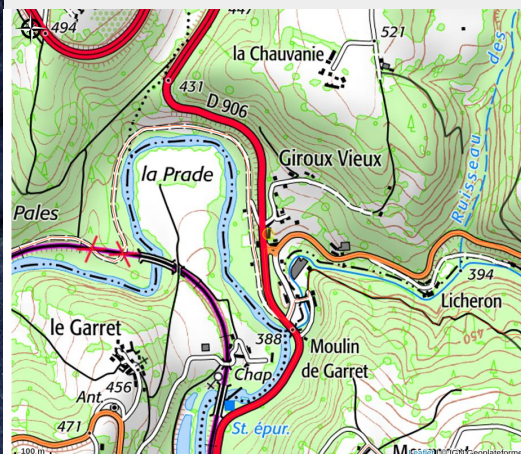 447
494
la Chauvanie
521
des
431
D 906
Giroux Vieux
la Prade
Ruisseau
Pales
394
Licheron
le Garret
388
Moulin
de Garret
450
Chap.
456
Ant.
471
St. épur.
100 m